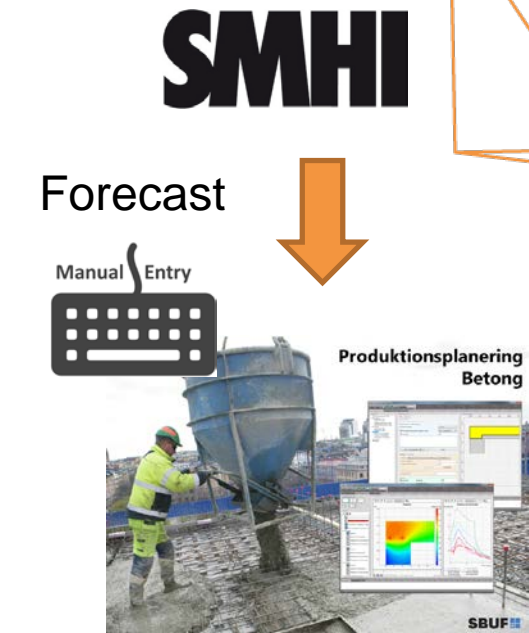 SMHI
Forecast
Manual Entry
Produktionsplanering
Betong
SBUF